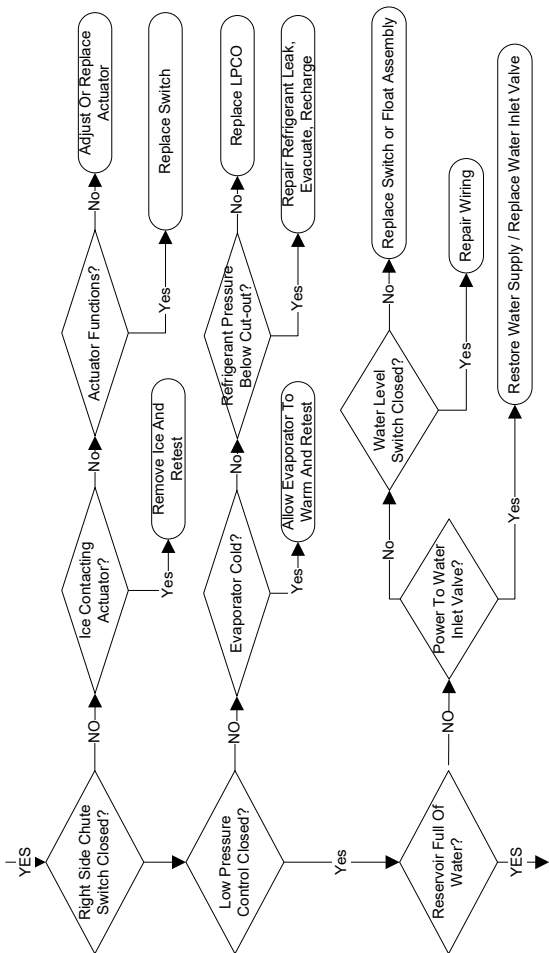 YES
Right Side Chute
Switch Closed?
NO
Ice Contacting
Actuator?
No
Actuator Functions?
No
Adjust Or Replace
Actuator
Yes
Replace Switch
Yes
Remove Ice And
Retest
Low Pressure
Control Closed?
NO
Evaporator Cold?
No
Refrigerant Pressure
Below Cut-out?
No
Replace LPCO
Yes
Repair Refrigerant Leak,
Evacuate, Recharge
Yes
Allow Evaporator To
Warm And Retest
Yes
Reservoir Full Of
Water?
NO
Power To Water
Inlet Valve?
No
Water Level
Switch Closed?
No
Replace Switch or Float Assembly
Yes
Repair Wiring
Yes
Restore Water Supply / Replace Water Inlet Valve
YES